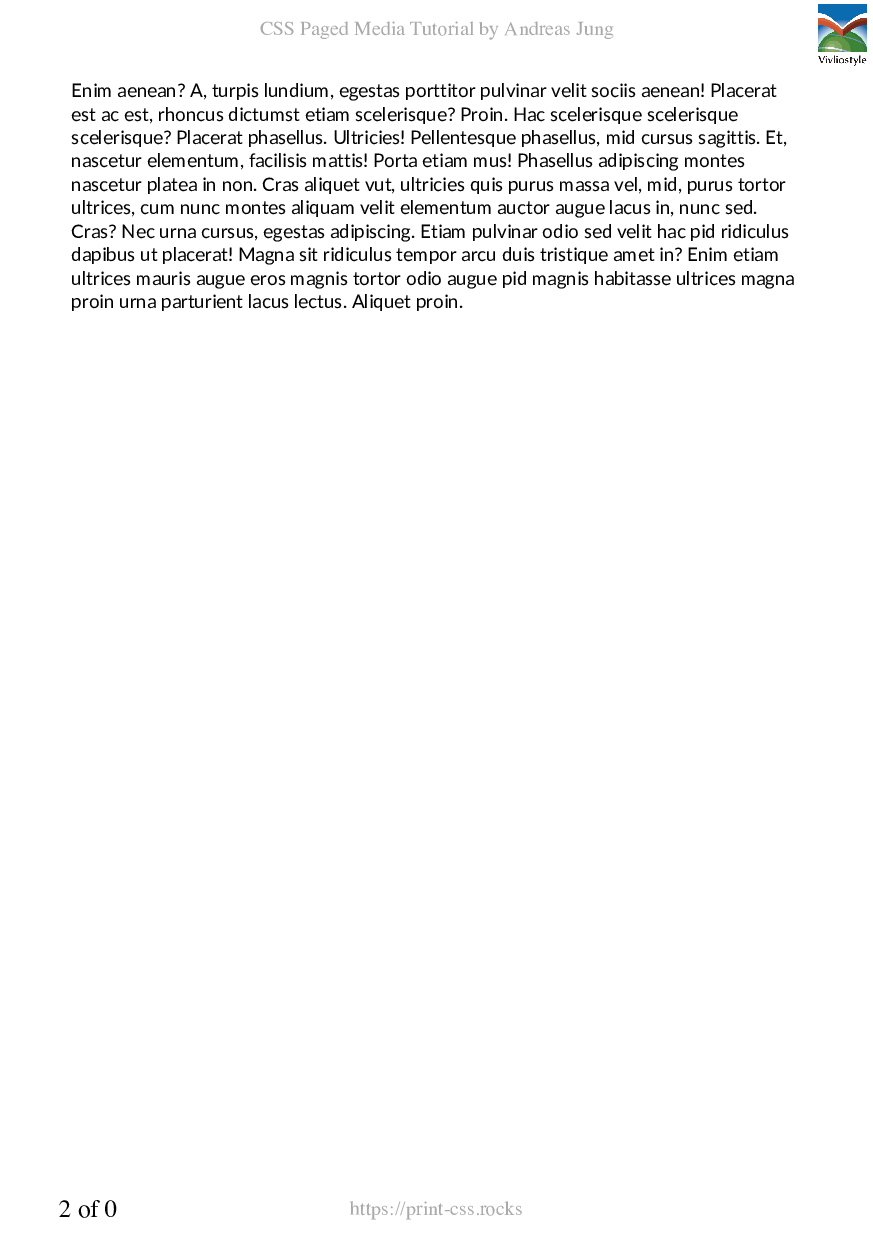 CSS Paged Media Tutorial by Andreas Jung
Vivliostyle
Enim aenean? A, turpis lundium, egestas porttitor pulvinar velit sociis aenean! Placerat
est ac est, rhoncus dictumst etiam scelerisque? Proin. Hac scelerisque scelerisque
scelerisque? Placerat phasellus. Ultricies! Pellentesque phasellus, mid cursus sagittis. Et,
nascetur elementum, facilisis mattis! Porta etiam mus! Phasellus adipiscing montes
nascetur platea in non. Cras aliquet vut, ultricies quis purus massa vel, mid, purus tortor
ultrices, cum nunc montes aliquam velit elementum auctor augue lacus in, nunc sed.
Cras? Nec urna cursus, egestas adipiscing. Etiam pulvinar odio sed velit hac pid ridiculus
dapibus ut placerat! Magna sit ridiculus tempor arcu duis tristique amet in? Enim etiam
ultrices mauris augue eros magnis tortor odio augue pid magnis habitasse ultrices magna
proin urna parturient lacus lectus. Aliquet proin.
2 of 0
https://print-css.rocks